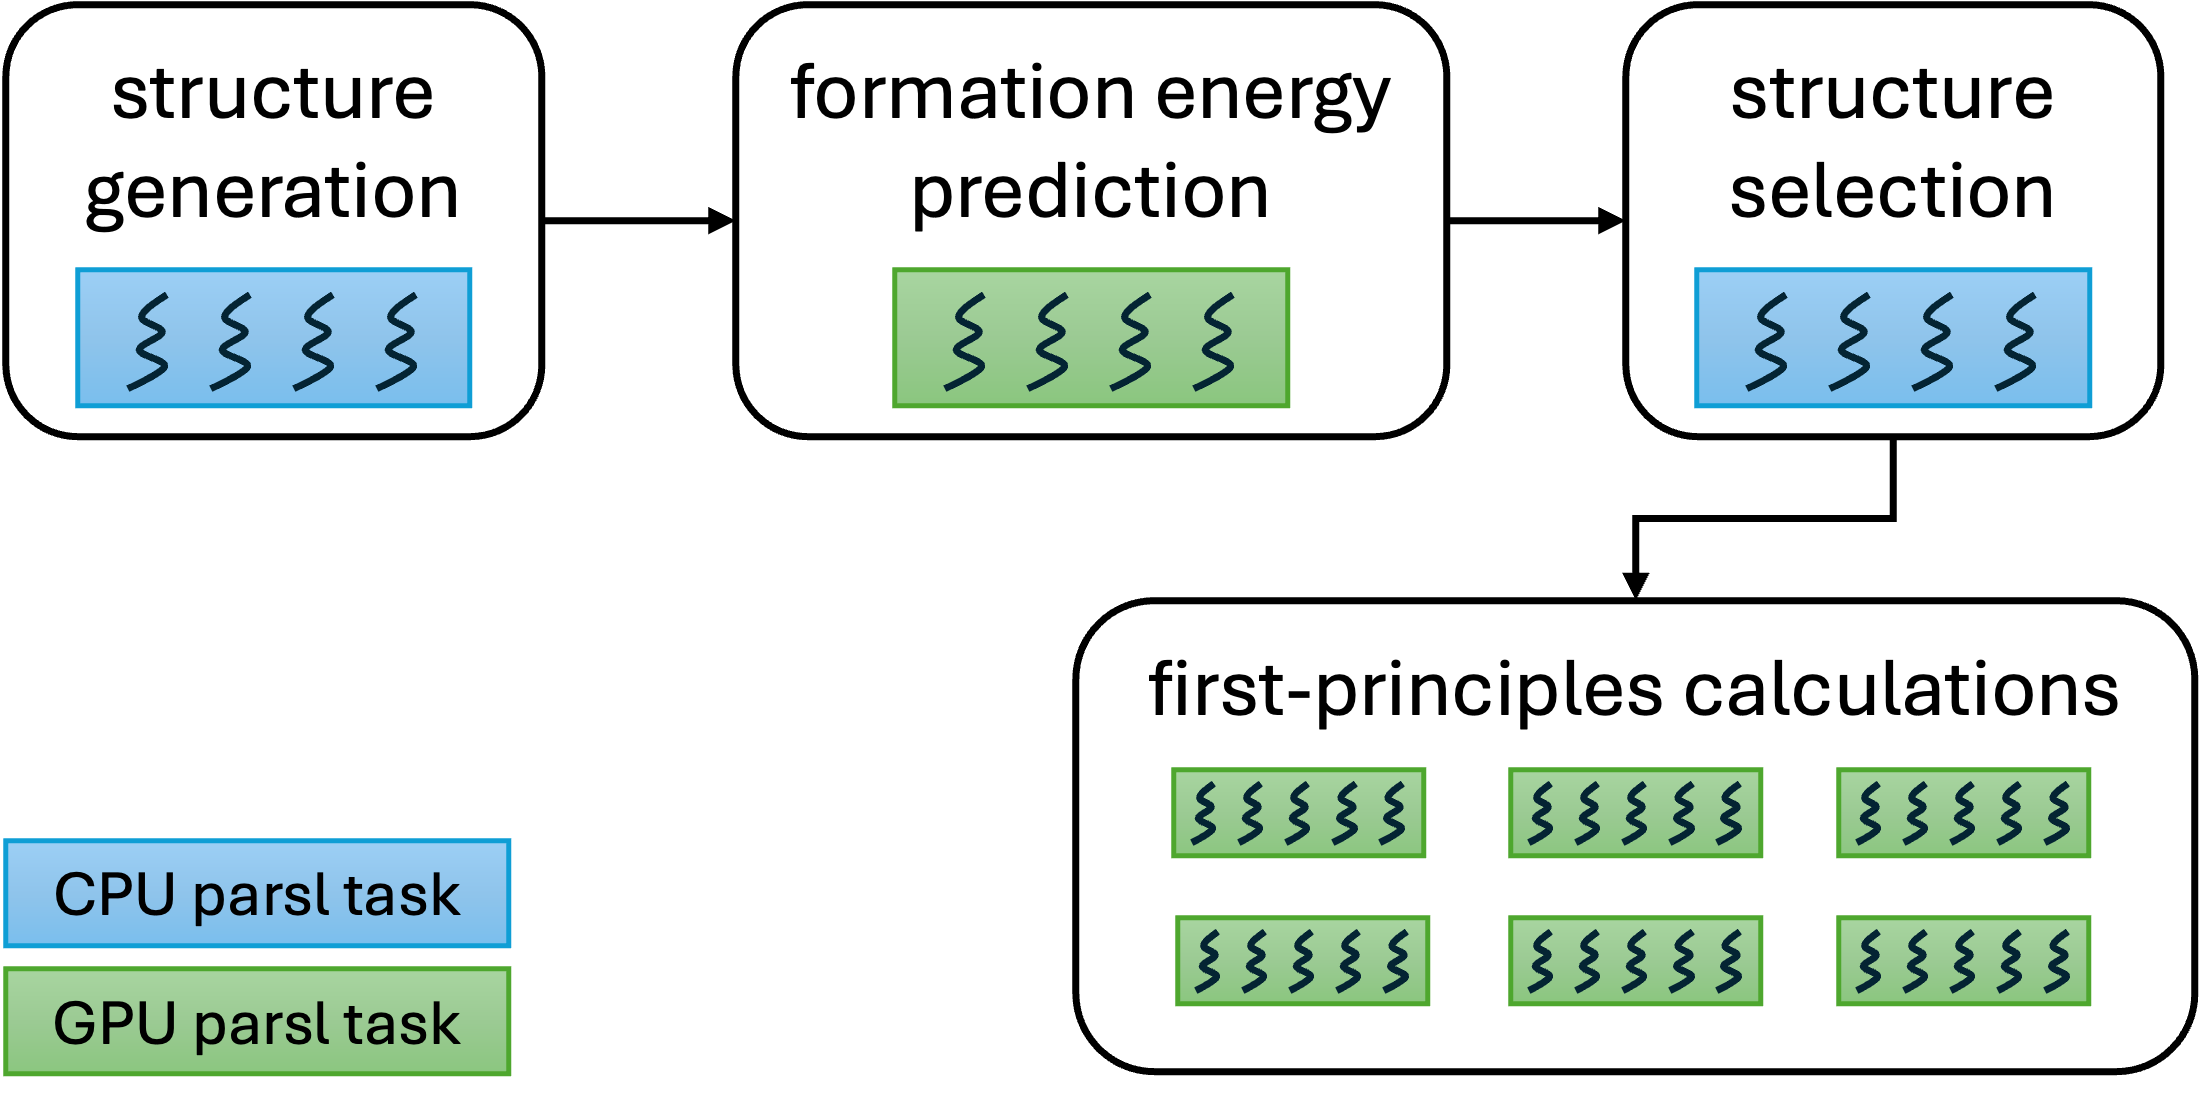 structure
generation
formation energy
prediction
structure
selection
first-principles calculations
CPU parsl task
GPU parsl task